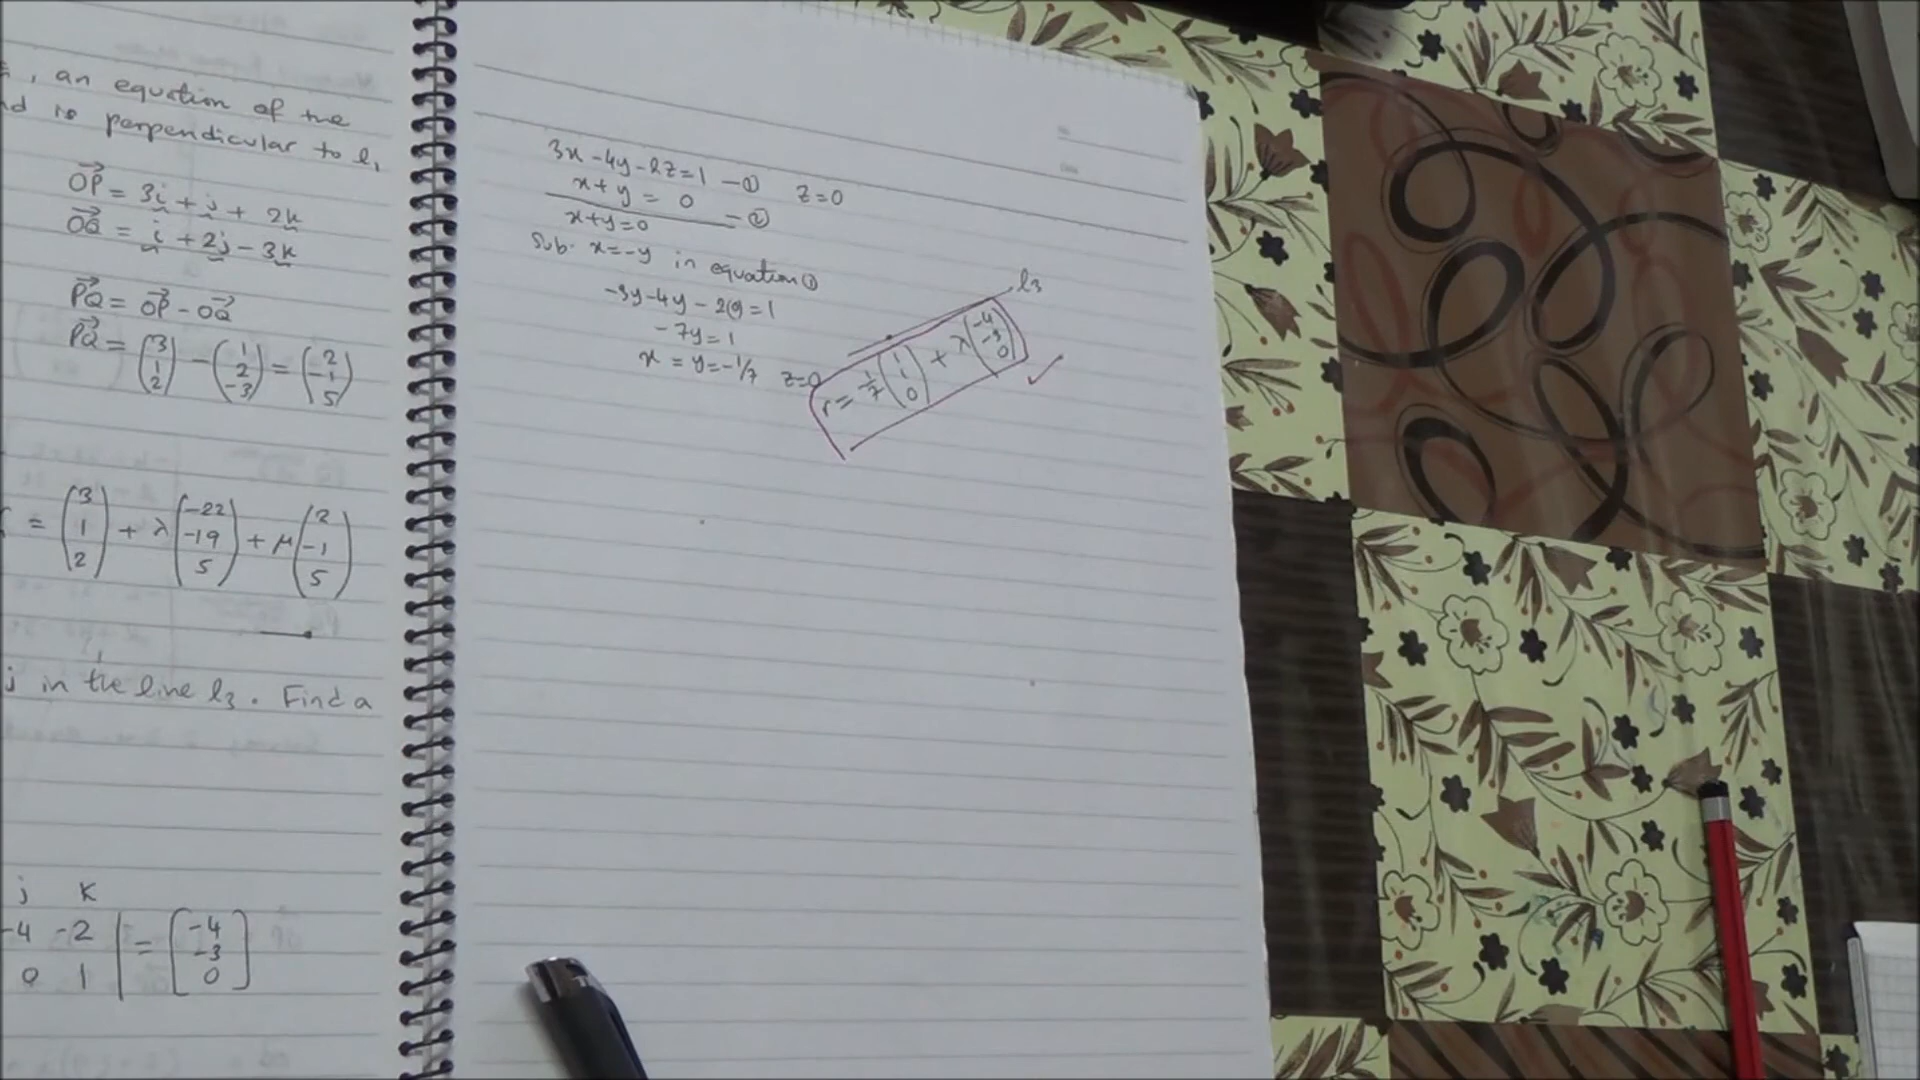 , an equation of the
is perpendicular to l₁
OP⃗ = 3i + j + 2k
OQ⃗ = i + 2j - 3k
PQ⃗ = OP⃗ - OQ⃗
PQ⃗ = (3 1 2) - (1 2 -3) = (2 -1 5)
= (3 1 2) + λ(-22 -19 5) + μ(2 -1 5)
j in the line l₃. Find a
j K
-4 -2 | = [-4 -3 0]
0 1
3x - 4y - 2z = 1 — ① z=0
x + y = 0 — ②
x+y=0
Sub. x=-y in equation ①
-3y-4y-2(0)=1
-7y=1
x = y = -1/7 z=0
l₃
r = 1/7 (1 1 0) + λ(-4 -3 0) ✓